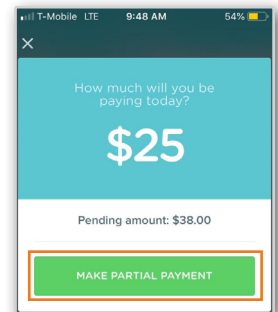 T-Mobile LTE 9:48 AM 54%
How much will you be
paying today?
$25
Pending amount: $38.00
MAKE PARTIAL PAYMENT